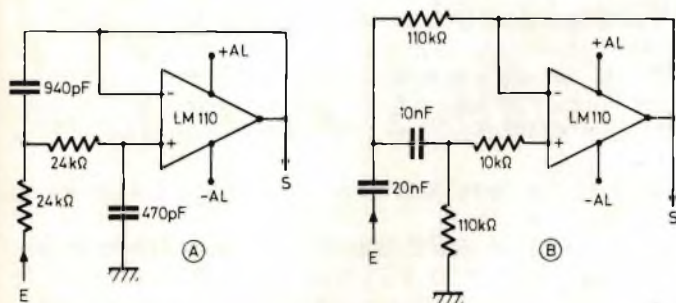 940pF
24kΩ
24kΩ
470pF
-
+
LM 110
+AL
-AL
S
E
A
110kΩ
10nF
20nF
10kΩ
110kΩ
-
+
LM 110
+AL
-AL
S
E
B